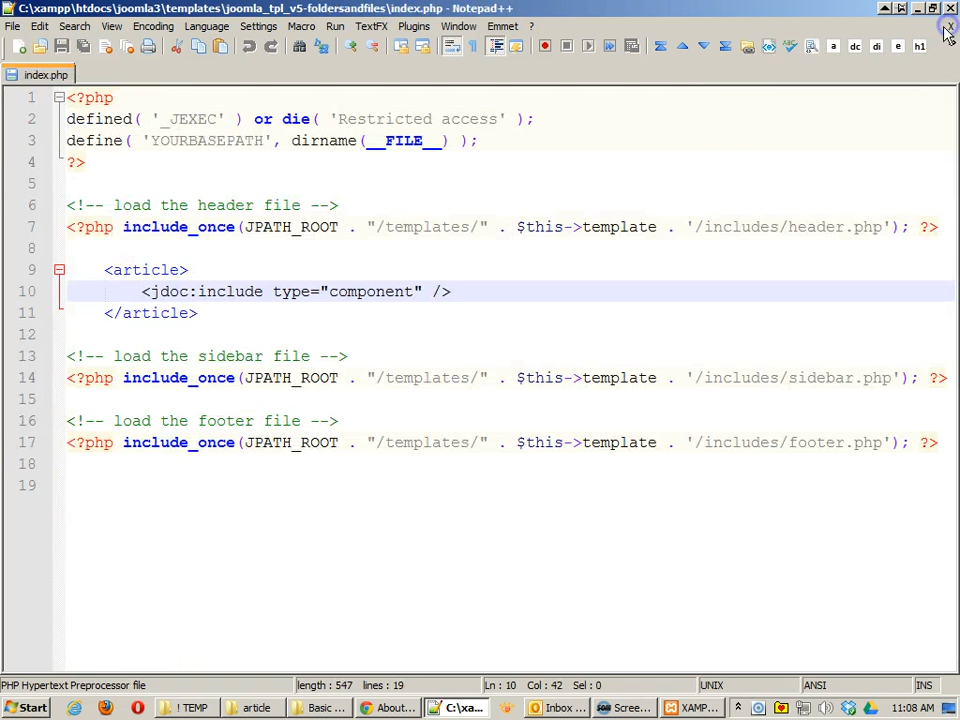 C:\xampp\htdocs\joomla3\templates\joomla_tpl_v5-foldersandfiles\index.php - Notepad++
File Edit Search View Encoding Language Settings Macro Run TextFX Plugins Window Emmet ? X
a dc di e h1
index.php
1 <?php
2 defined( '_JEXEC' ) or die( 'Restricted access' );
3 define( 'YOURBASEPATH', dirname(__FILE__) );
4 ?>
5
6 <!-- load the header file -->
7 <?php include_once(JPATH_ROOT . "/templates/" . $this->template . '/includes/header.php'); ?>
8
9 <article>
10 <jdoc:include type="component" />
11 </article>
12
13 <!-- load the sidebar file -->
14 <?php include_once(JPATH_ROOT . "/templates/" . $this->template . '/includes/sidebar.php'); ?>
15
16 <!-- load the footer file -->
17 <?php include_once(JPATH_ROOT . "/templates/" . $this->template . '/includes/footer.php'); ?>
18
19
PHP Hypertext Preprocessor file length : 547 lines : 19 Ln : 10 Col : 42 Sel : 0 UNIX ANSI INS
Start ! TEMP article Basic ... About... C:\xa... Inbox ... Scree... XAMP... 11:08 AM